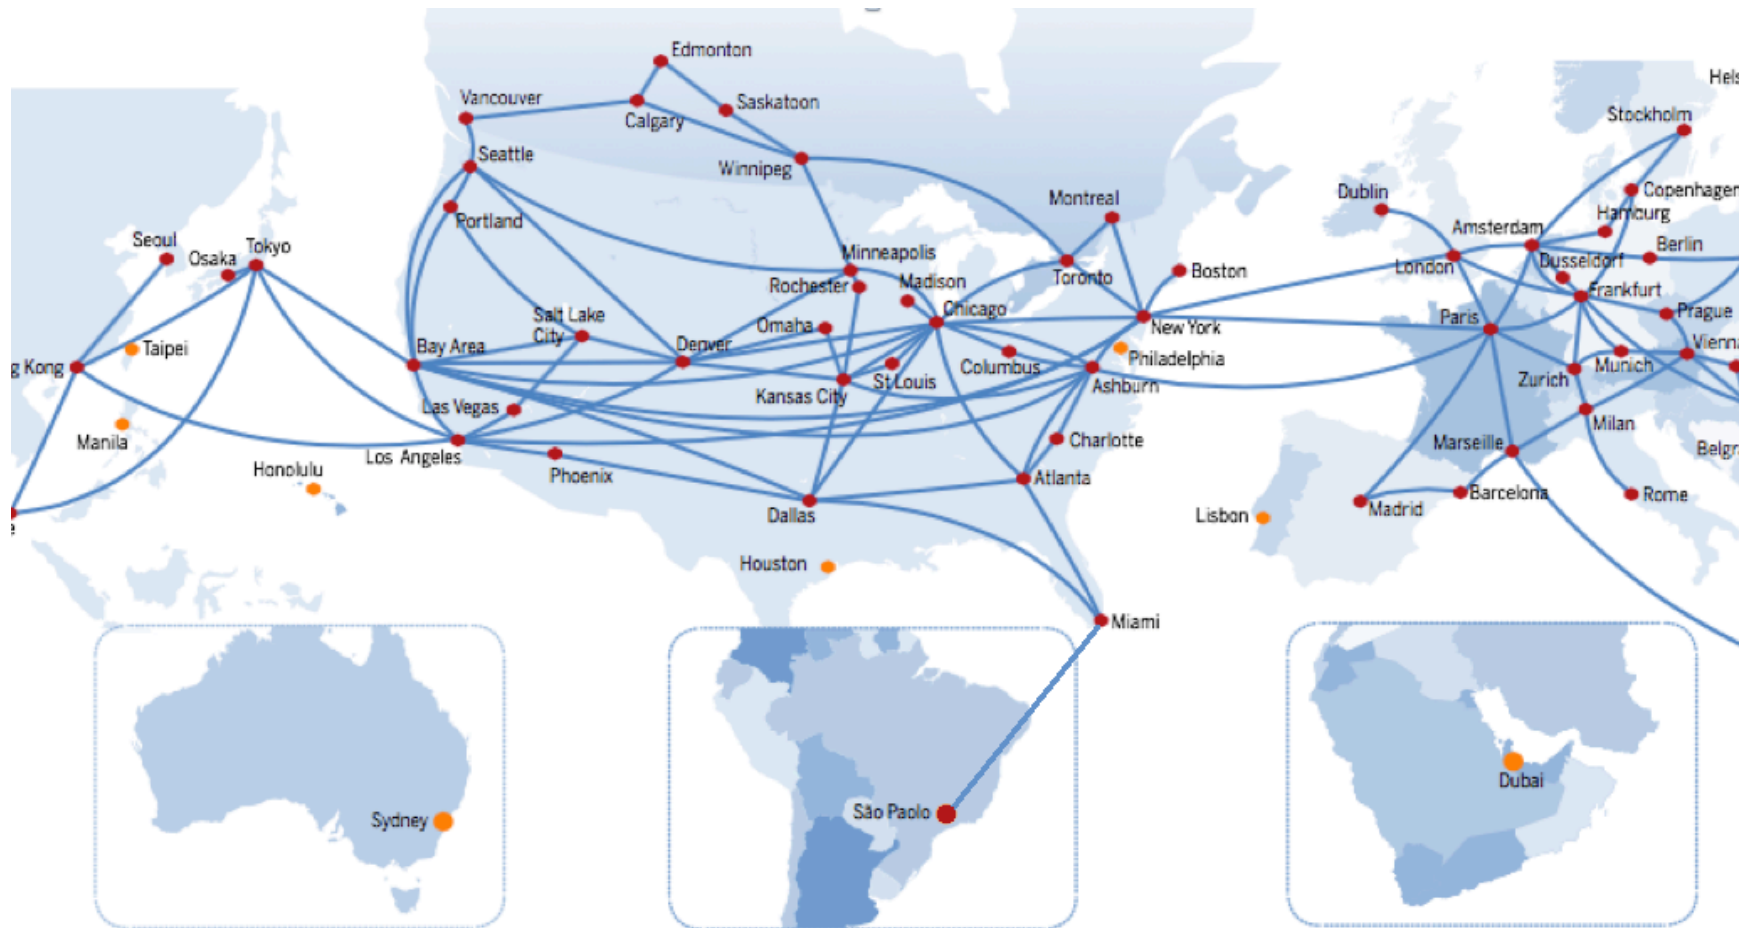 Edmonton
Vancouver
Saskatoon
Calgary
Seattle
Winnipeg
Portland
Montreal
Seoul
Tokyo
Osaka
Minneapolis
Rochester
Madison
Toronto
Boston
Salt Lake
City
Omaha
Chicago
Taipei
Bay Area
Denver
New York
Philadelphia
g Kong
Kansas City
St Louis
Columbus
Ashburn
Las Vegas
Manila
Charlotte
Honolulu
Los Angeles
Phoenix
Atlanta
Dallas
e
Houston
Miami
Hels
Stockholm
Dublin
Copenhagen
Hamburg
Amsterdam
Berlin
London
Dusseldorf
Frankfurt
Paris
Prague
Vienna
Munich
Zurich
Milan
Marseille
Belgra
Barcelona
Madrid
Rome
Lisbon
Sydney
São Paolo
Dubai